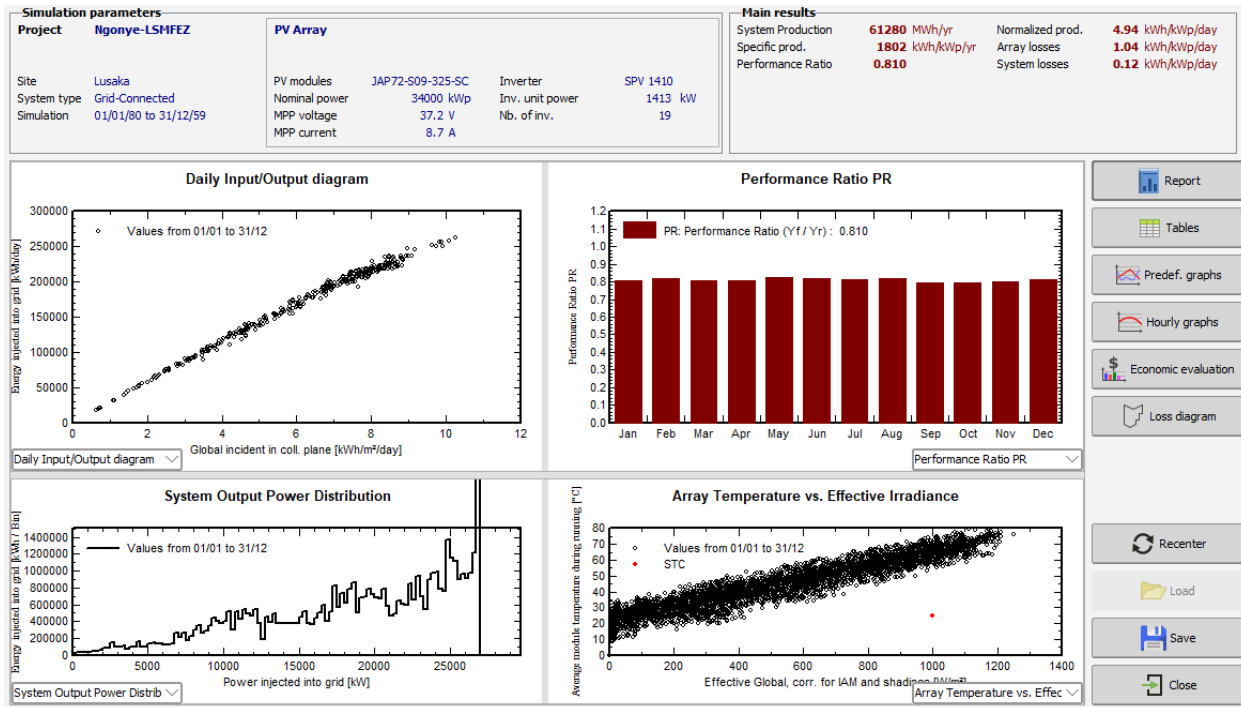 Simulation parameters
Project Ngonye-LSMFEZ
Site Lusaka
System type Grid-Connected
Simulation 01/01/80 to 31/12/59
PV Array
PV modules JAP72-S09-325-SC Inverter SPV 1410
Nominal power 34000 kWp Inv. unit power 1413 kW
MPP voltage 37.2 V Nb. of inv. 19
MPP current 8.7 A
Main results
System Production 61280 MWh/yr Normalized prod. 4.94 kWh/kWp/day
Specific prod. 1802 kWh/kWp/yr Array losses 1.04 kWh/kWp/day
Performance Ratio 0.810 System losses 0.12 kWh/kWp/day
Daily Input/Output diagram
Values from 01/01 to 31/12
Energy injected into grid [kWh/day]
300000
250000
200000
150000
100000
50000
0
0 2 4 6 8 10 12
Global incident in coll. plane [kWh/m²/day]
Daily Input/Output diagram
Performance Ratio PR
PR: Performance Ratio (Yf / Yr) : 0.810
Performance Ratio PR
1.2
1.1
1.0
0.9
0.8
0.7
0.6
0.5
0.4
0.3
0.2
0.1
0.0
Jan Feb Mar Apr May Jun Jul Aug Sep Oct Nov Dec
Performance Ratio PR
System Output Power Distribution
Values from 01/01 to 31/12
Energy injected into grid [kWh / Bin]
1400000
1200000
1000000
800000
600000
400000
200000
0
0 5000 10000 15000 20000 25000
Power injected into grid [kW]
System Output Power Distrib
Array Temperature vs. Effective Irradiance
Values from 01/01 to 31/12
STC
Average module temperature during running [°C]
80
70
60
50
40
30
20
10
0
0 200 400 600 800 1000 1200 1400
Effective Global, corr. for IAM and shadings [W/m²]
Array Temperature vs. Effec
Report
Tables
Predef. graphs
Hourly graphs
Economic evaluation
Loss diagram
Recenter
Load
Save
Close